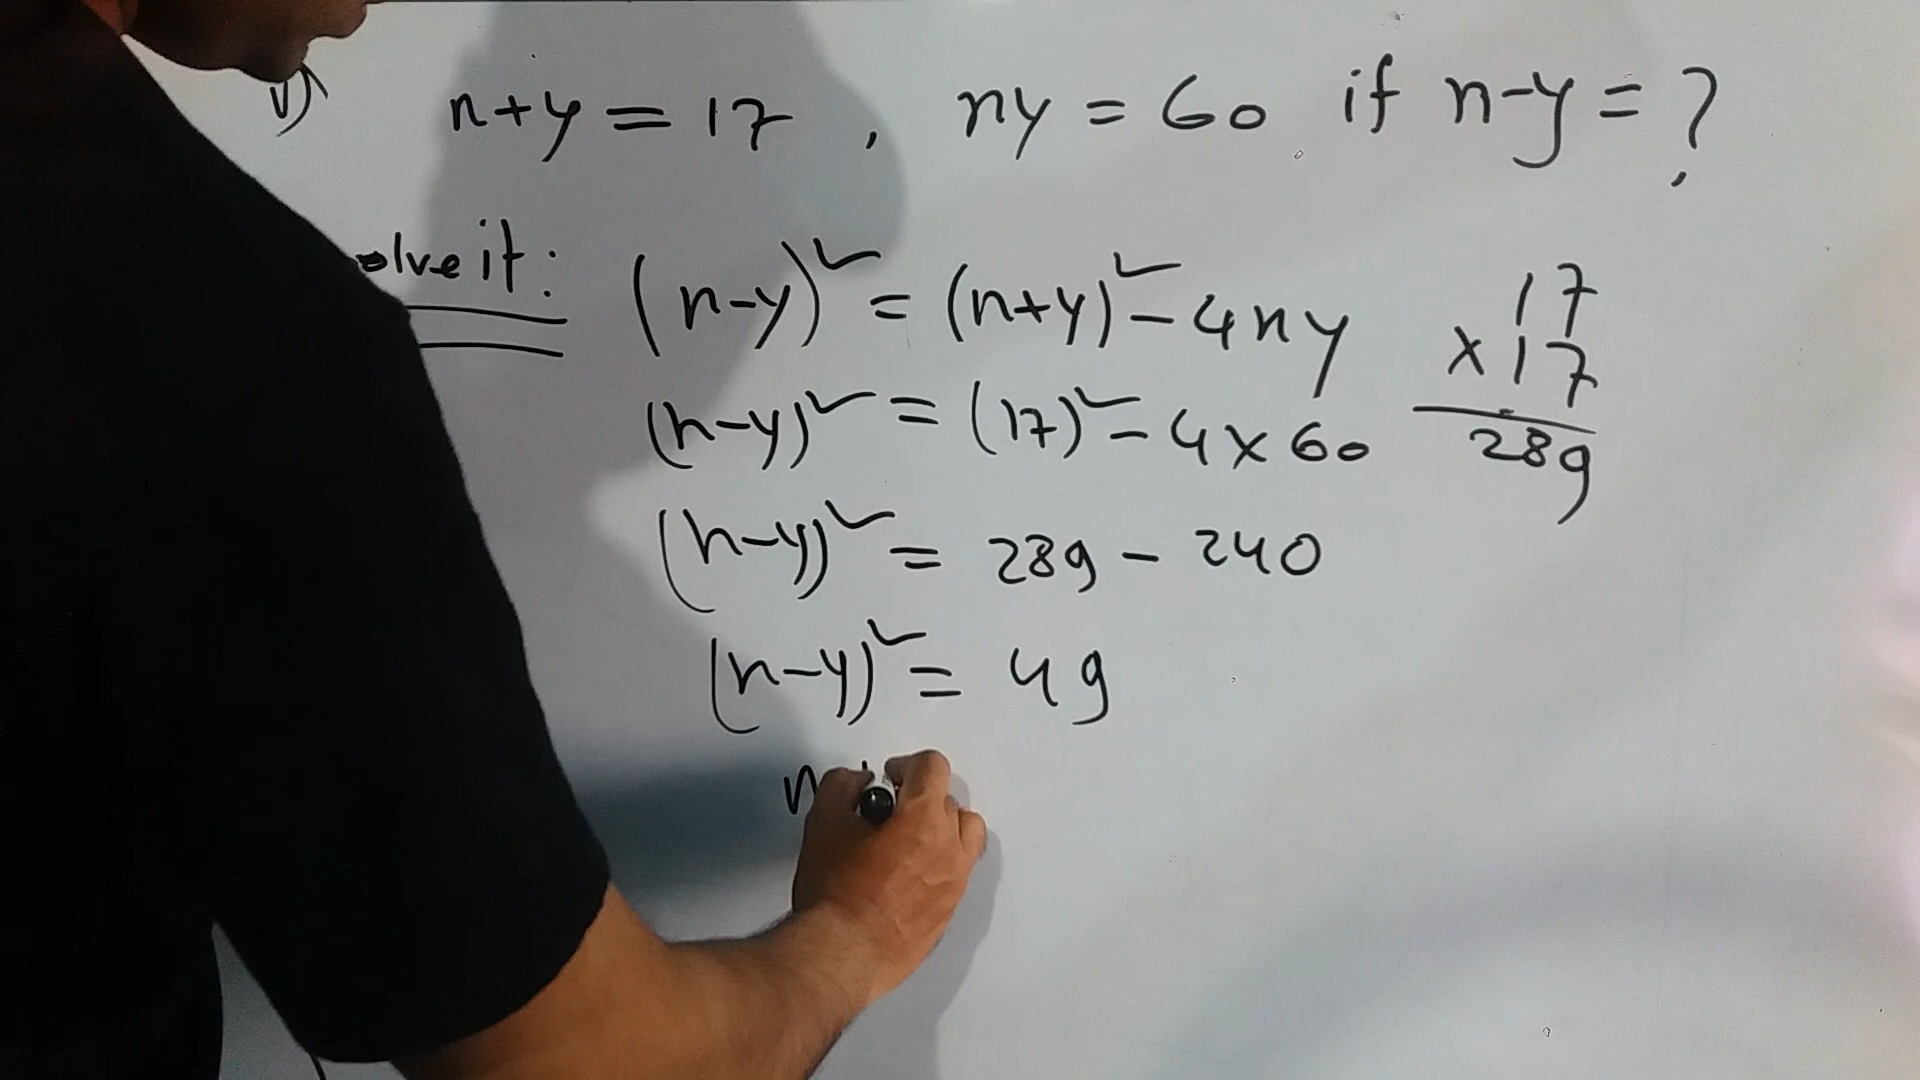 v) n+y = 17 , ny = 60 if n-y = ?
olve it: (n-y)² = (n+y)² - 4ny
(n-y)² = (17)² - 4 x 60
(n-y)² = 289 - 240
(n-y)² = 49
n
17
x 17
289